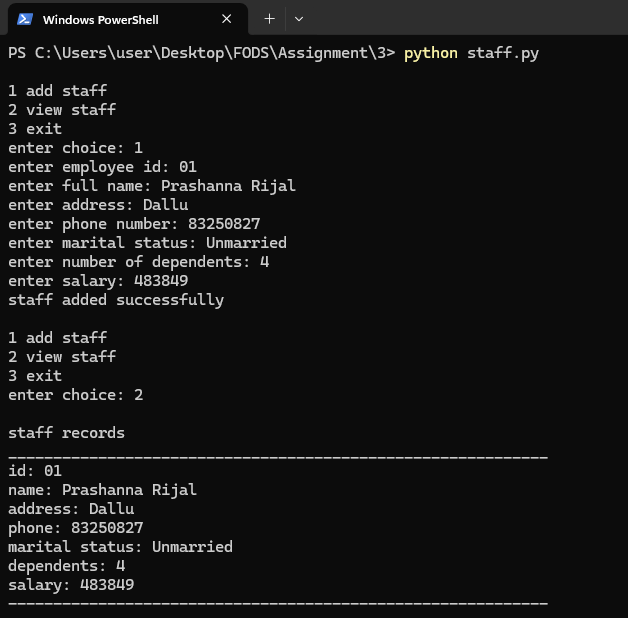 Windows PowerShell
PS C:\Users\user\Desktop\FODS\Assignment\3> python staff.py
1 add staff
2 view staff
3 exit
enter choice: 1
enter employee id: 01
enter full name: Prashanna Rijal
enter address: Dallu
enter phone number: 83250827
enter marital status: Unmarried
enter number of dependents: 4
enter salary: 483849
staff added successfully
1 add staff
2 view staff
3 exit
enter choice: 2
staff records
____________________________________________________________
id: 01
name: Prashanna Rijal
address: Dallu
phone: 83250827
marital status: Unmarried
dependents: 4
salary: 483849
____________________________________________________________